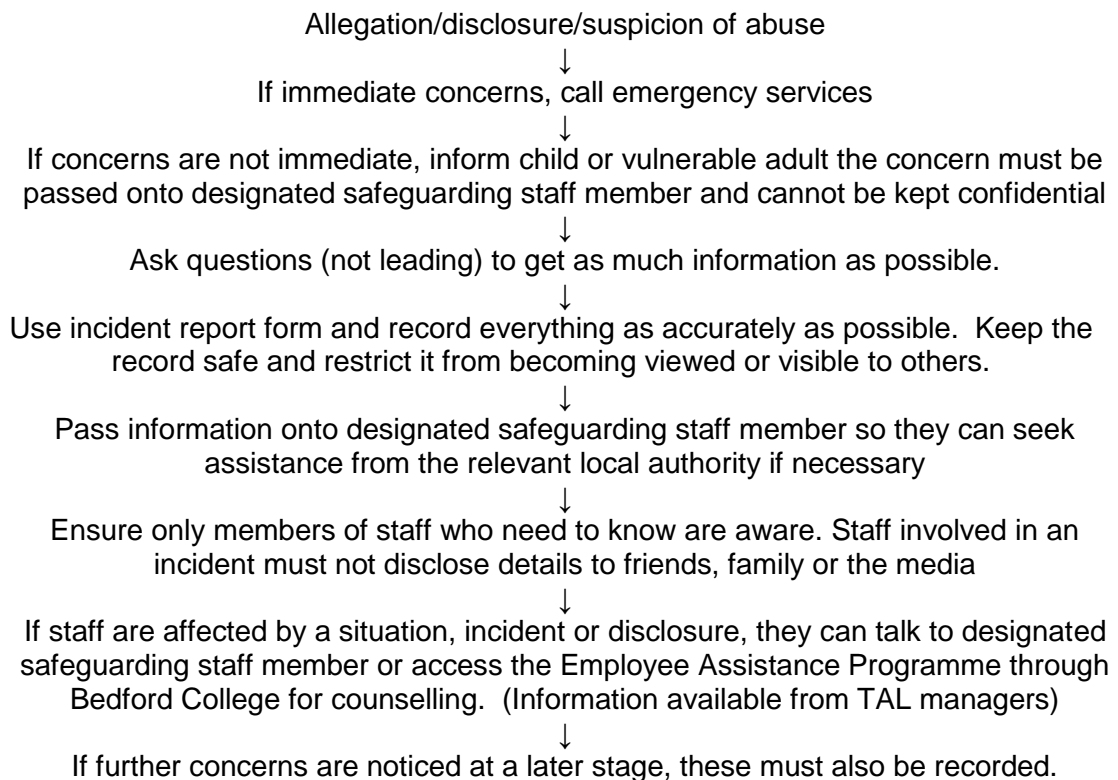 Allegation/disclosure/suspicion of abuse
↓
If immediate concerns, call emergency services
↓
If concerns are not immediate, inform child or vulnerable adult the concern must be
passed onto designated safeguarding staff member and cannot be kept confidential
↓
Ask questions (not leading) to get as much information as possible.
↓
Use incident report form and record everything as accurately as possible.  Keep the
record safe and restrict it from becoming viewed or visible to others.
↓
Pass information onto designated safeguarding staff member so they can seek
assistance from the relevant local authority if necessary
↓
Ensure only members of staff who need to know are aware. Staff involved in an
incident must not disclose details to friends, family or the media
↓
If staff are affected by a situation, incident or disclosure, they can talk to designated
safeguarding staff member or access the Employee Assistance Programme through
Bedford College for counselling.  (Information available from TAL managers)
↓
If further concerns are noticed at a later stage, these must also be recorded.